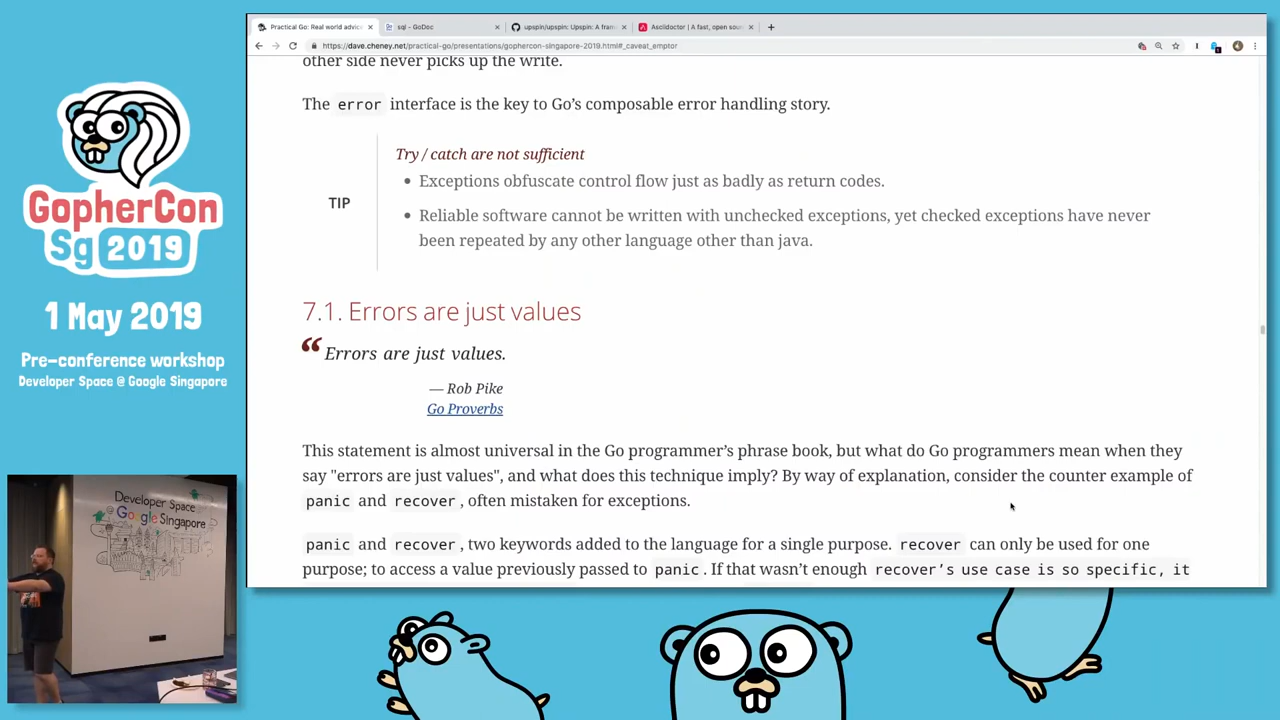 GopherCon
Sg 2019
1 May 2019
Pre-conference workshop
Developer Space @ Google Singapore
Developer Space
@ Google Singapore
Practical Go: Real world advice
sql - GoDoc
upspin/upspin: Upspin: A fram
Asciidoctor | A fast, open sour
https://dave.cheney.net/practical-go/presentations/gophercon-singapore-2019.html#_caveat_emptor
other side never picks up the write.
The error interface is the key to Go’s composable error handling story.
TIP
Try / catch are not sufficient
• Exceptions obfuscate control flow just as badly as return codes.
• Reliable software cannot be written with unchecked exceptions, yet checked exceptions have never
been repeated by any other language other than java.
7.1. Errors are just values
“ Errors are just values.
— Rob Pike
Go Proverbs
This statement is almost universal in the Go programmer’s phrase book, but what do Go programmers mean when they
say "errors are just values", and what does this technique imply? By way of explanation, consider the counter example of
panic and recover, often mistaken for exceptions.
panic and recover, two keywords added to the language for a single purpose. recover can only be used for one
purpose; to access a value previously passed to panic. If that wasn’t enough recover’s use case is so specific, it